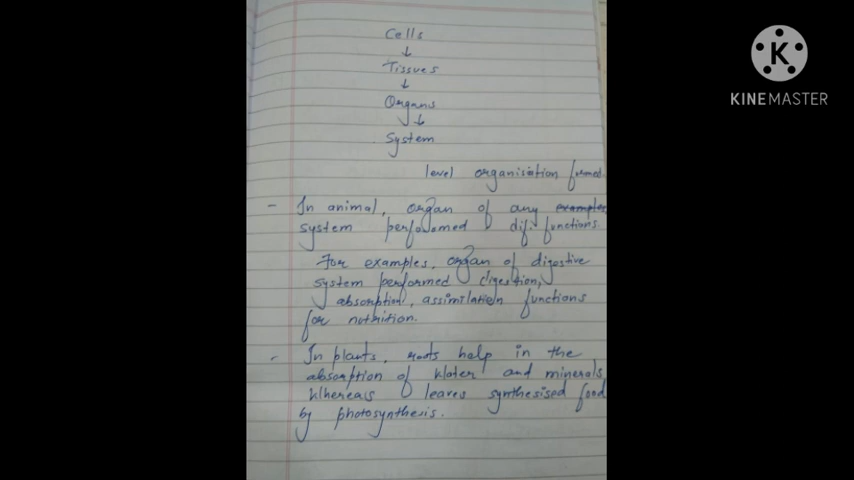 Cells
↓
Tissues
↓
Organs
↓
System
level organisation formed.
- In animal, organ of any examples
system performed dif. functions.
For examples, organ of digestive
system performed digestion,
absorption, assimilation functions
for nutrition.
- In plants, roots help in the
absorption of Water and minerals
Whereas leaves synthesised food
by photosynthesis.
K
KINEMASTER